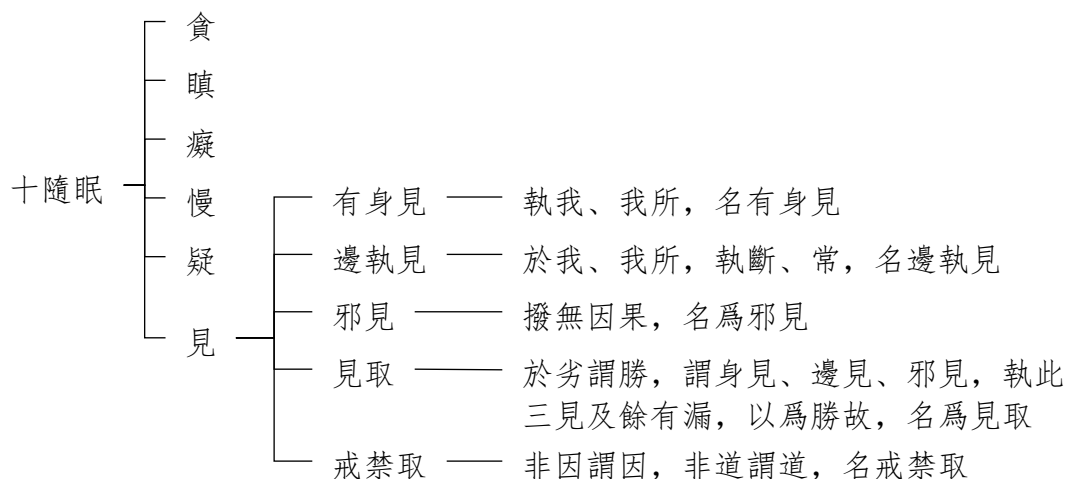 貪
瞋
癡
十隨眠
慢
有身見 執我、我所，名有身見
疑
邊執見 於我、我所，執斷、常，名邊執見
邪見 撥無因果，名爲邪見
見
見取 於劣謂勝，謂身見、邊見、邪見，執此
三見及餘有漏，以爲勝故，名爲見取
戒禁取 非因謂因，非道謂道，名戒禁取